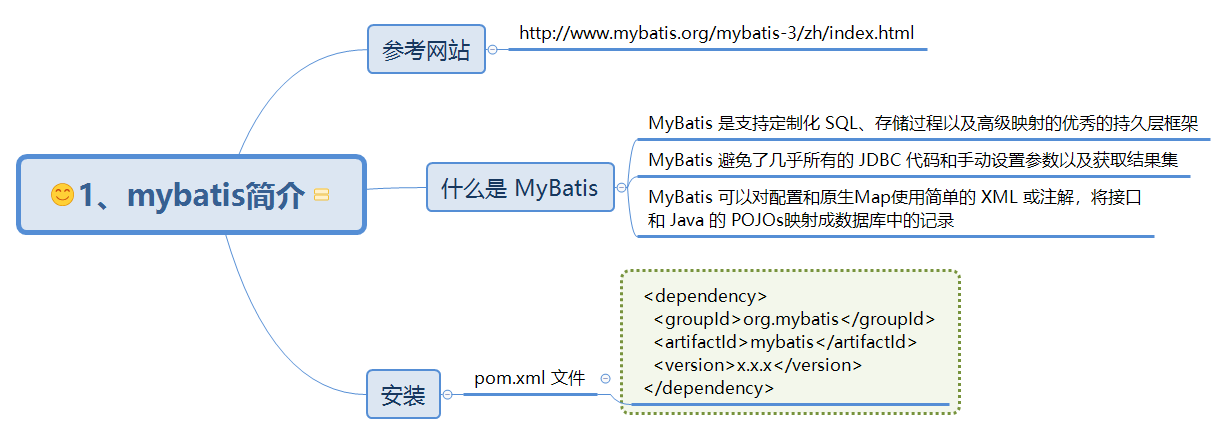 参考网站
http://www.mybatis.org/mybatis-3/zh/index.html
1、mybatis简介
什么是 MyBatis
MyBatis 是支持定制化 SQL、存储过程以及高级映射的优秀的持久层框架
MyBatis 避免了几乎所有的 JDBC 代码和手动设置参数以及获取结果集
MyBatis 可以对配置和原生Map使用简单的 XML 或注解，将接口
和 Java 的 POJOs映射成数据库中的记录
安装
pom.xml 文件
<dependency>
  <groupId>org.mybatis</groupId>
  <artifactId>mybatis</artifactId>
  <version>x.x.x</version>
</dependency>